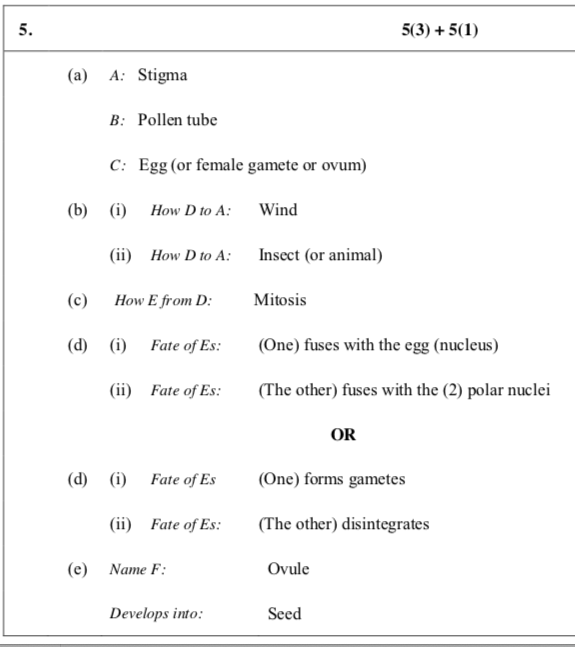 5. 5(3) + 5(1)
(a) A: Stigma
B: Pollen tube
C: Egg (or female gamete or ovum)
(b) (i) How D to A: Wind
(ii) How D to A: Insect (or animal)
(c) How E from D: Mitosis
(d) (i) Fate of Es: (One) fuses with the egg (nucleus)
(ii) Fate of Es: (The other) fuses with the (2) polar nuclei
OR
(d) (i) Fate of Es (One) forms gametes
(ii) Fate of Es: (The other) disintegrates
(e) Name F: Ovule
Develops into: Seed